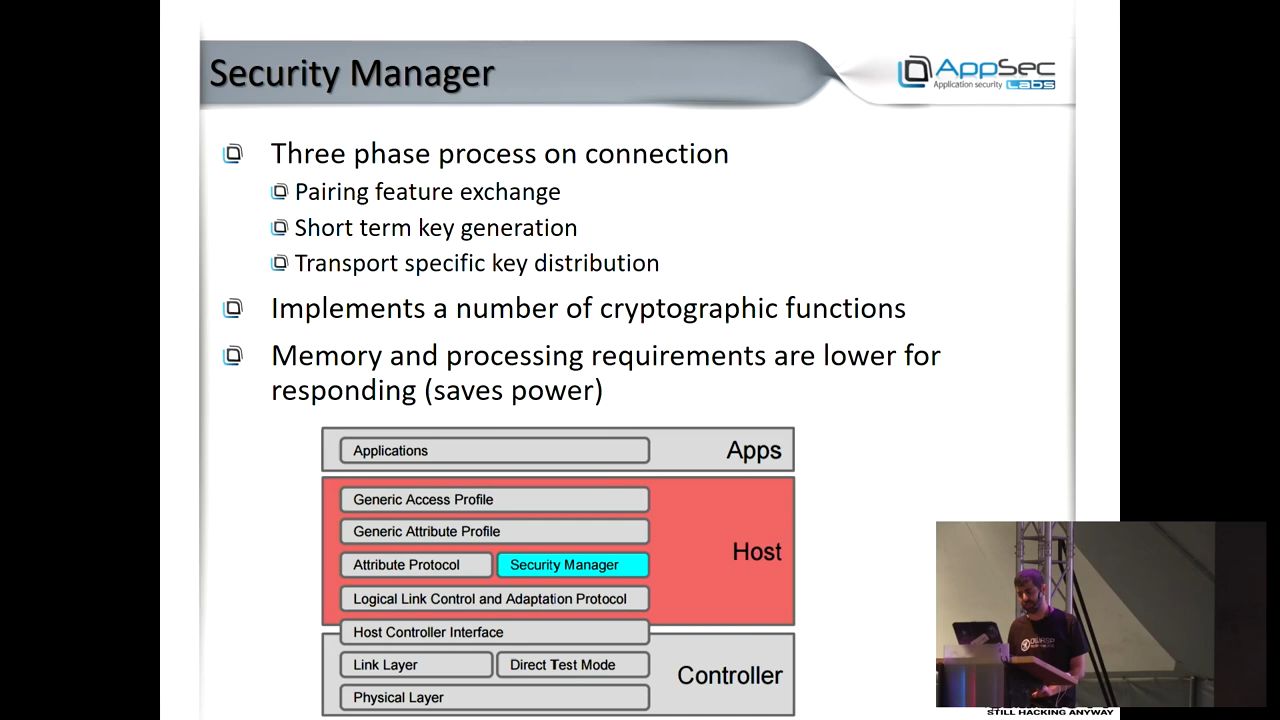 Security Manager
AppSec
Application security Labs
Three phase process on connection
Pairing feature exchange
Short term key generation
Transport specific key distribution
Implements a number of cryptographic functions
Memory and processing requirements are lower for
responding (saves power)
Applications
Apps
Generic Access Profile
Generic Attribute Profile
Host
Attribute Protocol
Security Manager
Logical Link Control and Adaptation Protocol
Host Controller Interface
Link Layer
Direct Test Mode
Controller
Physical Layer
OWASP
STILL HACKING ANYWAY